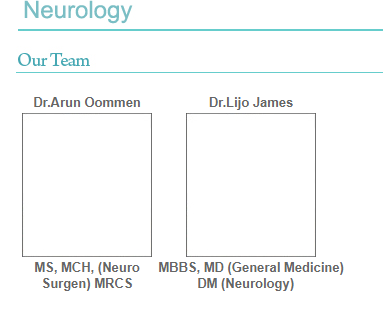 Neurology
Our Team
Dr.Arun Oommen
Dr.Lijo James
MS, MCH, (Neuro
Surgen) MRCS
MBBS, MD (General Medicine)
DM (Neurology)